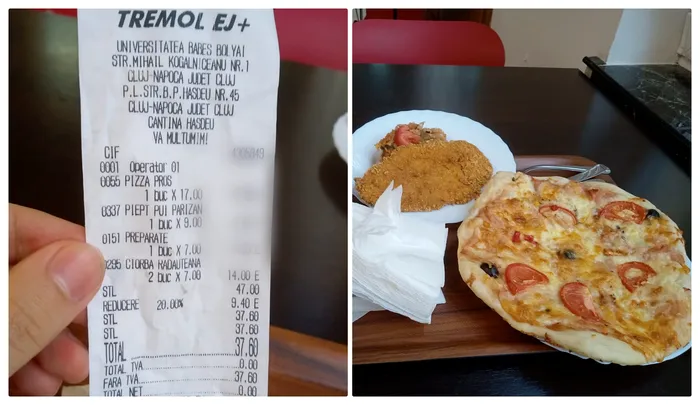 TREMOL EJ+
UNIVERSITATEA BABES BOLYAI
STR.MIHAIL KOGALNICEANU NR.1
CLUJ-NAPOCA JUDET CLUJ
P.L.STR.B.P.HASDEU NR.45
CLUJ-NAPOCA JUDET CLUJ
CANTINA HASDEU
VA MULTUMIM!
CIF
0001 Operator 01
0055 PIZZA PROS
1 buc X 17.00
0337 PIEPT PUI PARIZAN
1 buc X 9.00
0151 PREPARATE
1 buc X 7.00
0295 CIORBA RADAUTEANA
2 buc X 7.00 14.00 E
STL 47.00
REDUCERE 20.00% 9.40 E
STL 37.60
STL 37.60
TOTAL 37.60
TOTAL TVA 0.00
FARA TVA 37.60
TOTAL NET 0.00